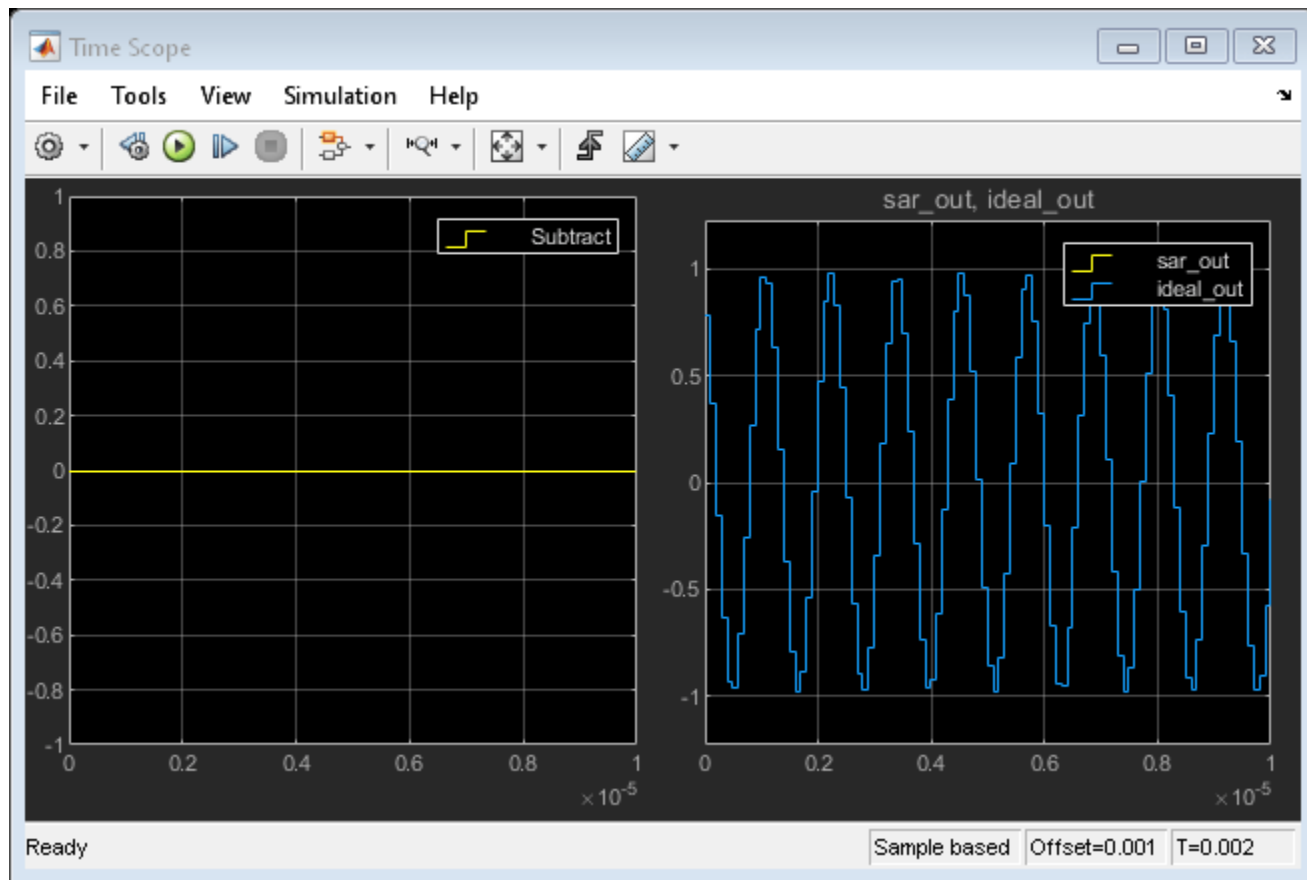 Time Scope
File Tools View Simulation Help
Subtract
1
0.8
0.6
0.4
0.2
0
-0.2
-0.4
-0.6
-0.8
-1
0 0.2 0.4 0.6 0.8 1
×10-5
sar_out, ideal_out
sar_out
ideal_out
1
0.5
0
-0.5
-1
0 0.2 0.4 0.6 0.8 1
×10-5
Ready Sample based Offset=0.001 T=0.002